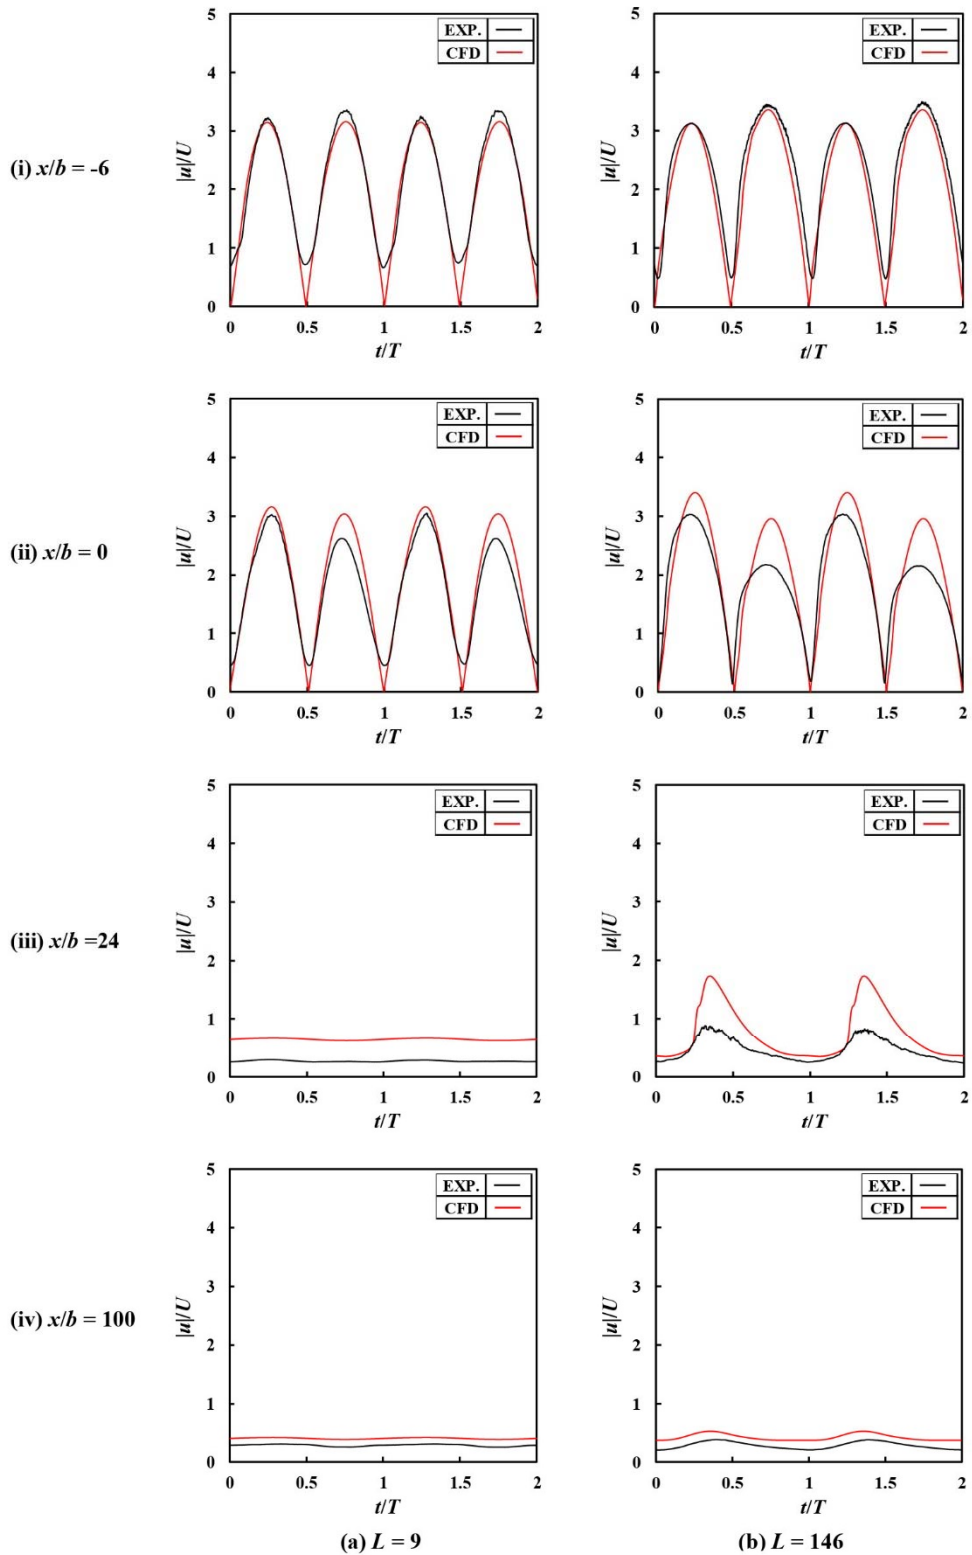 (i) x/b = -6
|u|/U
5
4
3
2
1
0
EXP.
CFD
0 0.5 1 1.5 2
t/T
|u|/U
5
4
3
2
1
0
EXP.
CFD
0 0.5 1 1.5 2
t/T
(ii) x/b = 0
|u|/U
5
4
3
2
1
0
EXP.
CFD
0 0.5 1 1.5 2
t/T
|u|/U
5
4
3
2
1
0
EXP.
CFD
0 0.5 1 1.5 2
t/T
(iii) x/b =24
|u|/U
5
4
3
2
1
0
EXP.
CFD
0 0.5 1 1.5 2
t/T
|u|/U
5
4
3
2
1
0
EXP.
CFD
0 0.5 1 1.5 2
t/T
(iv) x/b = 100
|u|/U
5
4
3
2
1
0
EXP.
CFD
0 0.5 1 1.5 2
t/T
|u|/U
5
4
3
2
1
0
EXP.
CFD
0 0.5 1 1.5 2
t/T
(a) L = 9
(b) L = 146